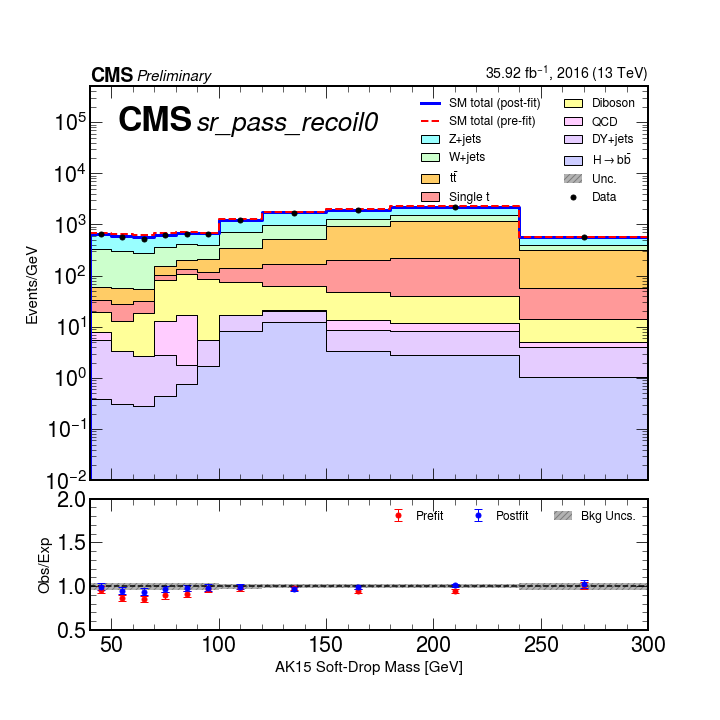 CMS Preliminary
35.92 fb⁻¹, 2016 (13 TeV)
CMS sr_pass_recoil0
SM total (post-fit)
SM total (pre-fit)
Z+jets
W+jets
tt̄
Single t
Diboson
QCD
DY+jets
H→bb̄
Unc.
Data
Events/GeV
10⁵
10⁴
10³
10²
10¹
10⁰
10⁻¹
10⁻²
Prefit
Postfit
Bkg Uncs.
Obs/Exp
2.0
1.5
1.0
0.5
50 100 150 200 250 300
AK15 Soft-Drop Mass [GeV]